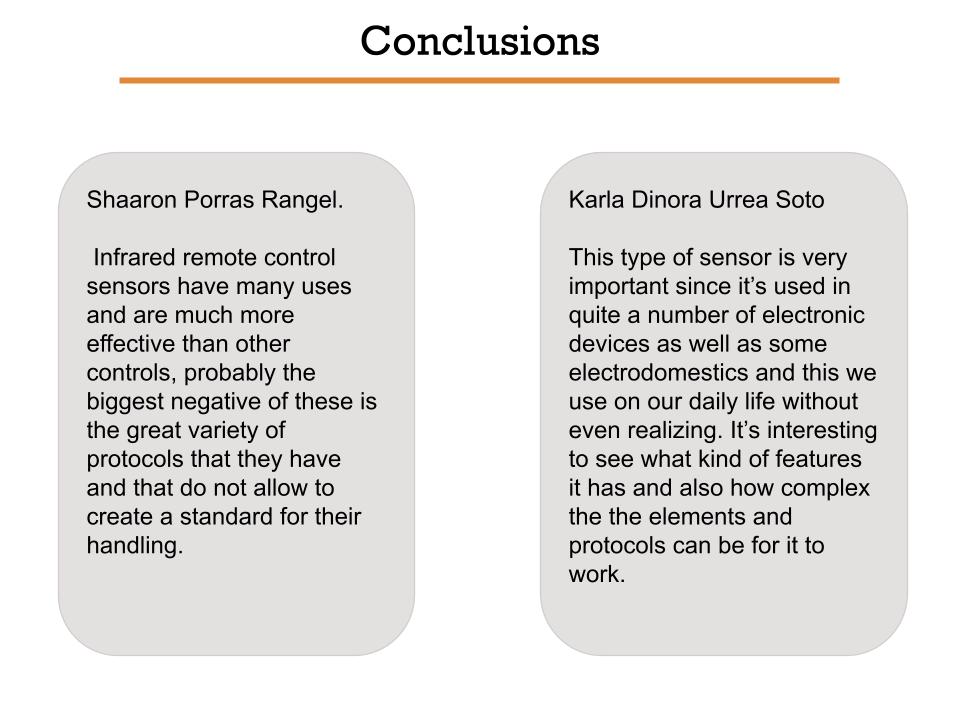 Conclusions
Shaaron Porras Rangel.
Infrared remote control
sensors have many uses
and are much more
effective than other
controls, probably the
biggest negative of these is
the great variety of
protocols that they have
and that do not allow to
create a standard for their
handling.
Karla Dinora Urrea Soto
This type of sensor is very
important since it’s used in
quite a number of electronic
devices as well as some
electrodomestics and this we
use on our daily life without
even realizing. It’s interesting
to see what kind of features
it has and also how complex
the the elements and
protocols can be for it to
work.